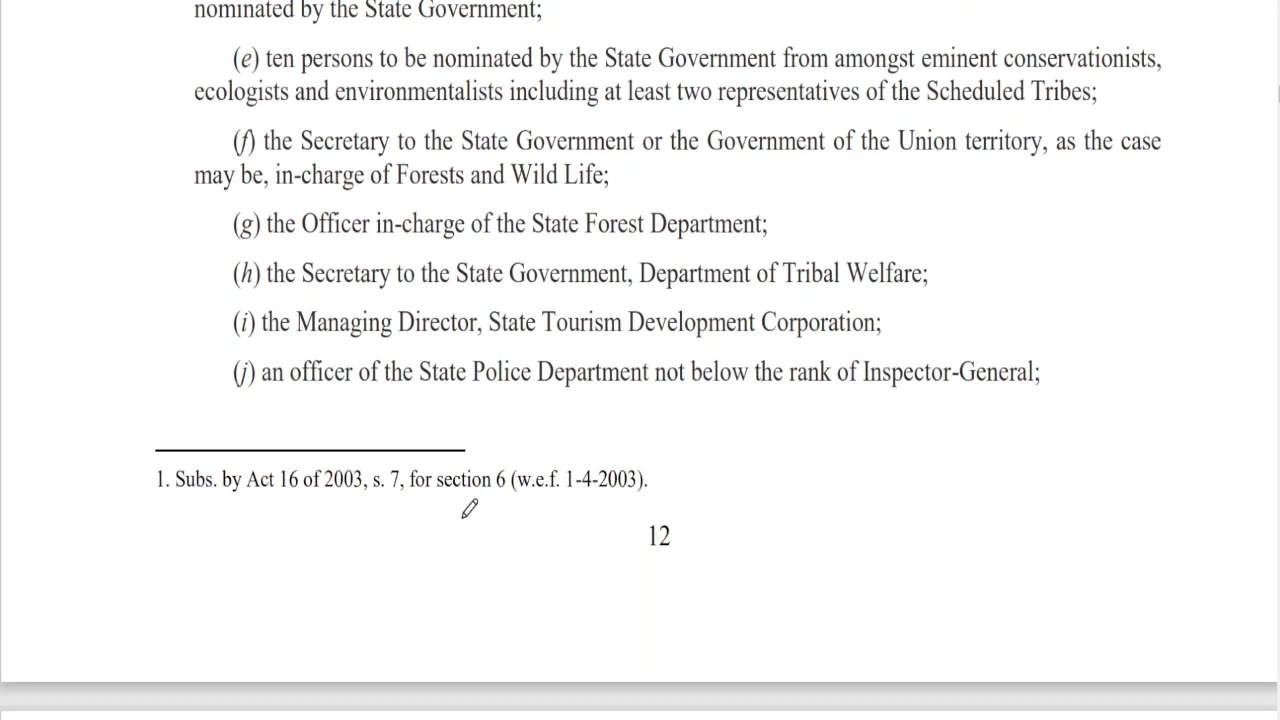 nominated by the State Government;
(e) ten persons to be nominated by the State Government from amongst eminent conservationists,
ecologists and environmentalists including at least two representatives of the Scheduled Tribes;
(f) the Secretary to the State Government or the Government of the Union territory, as the case
may be, in-charge of Forests and Wild Life;
(g) the Officer in-charge of the State Forest Department;
(h) the Secretary to the State Government, Department of Tribal Welfare;
(i) the Managing Director, State Tourism Development Corporation;
(j) an officer of the State Police Department not below the rank of Inspector-General;
1. Subs. by Act 16 of 2003, s. 7, for section 6 (w.e.f. 1-4-2003).
12